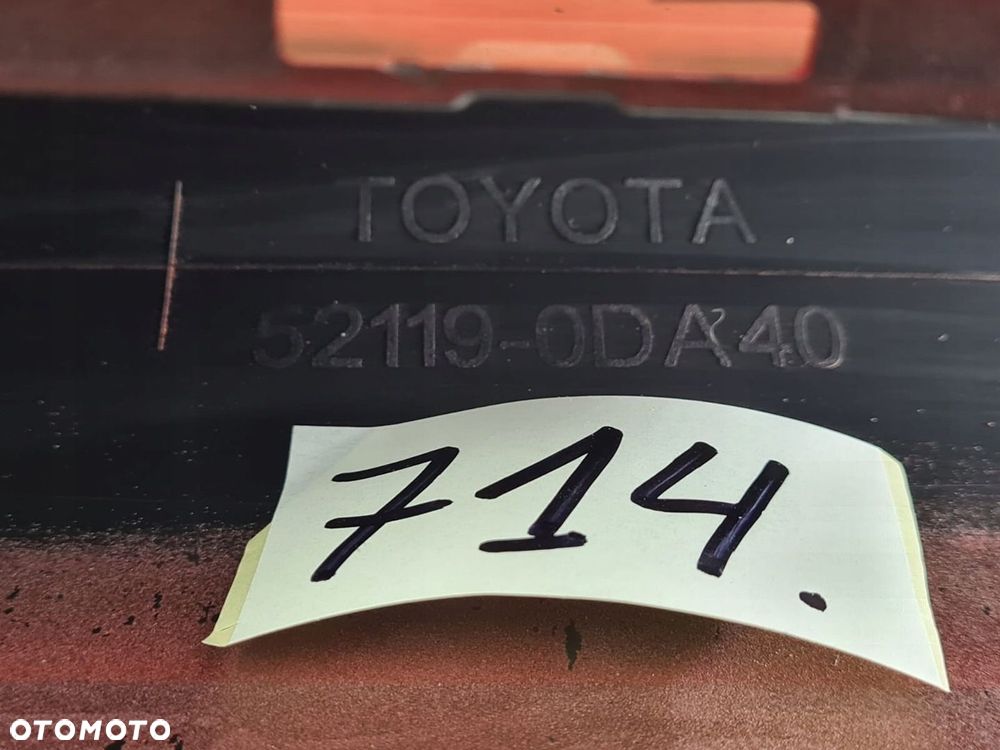 TOYOTA
52119-0DA40
714.
OTOMOTO